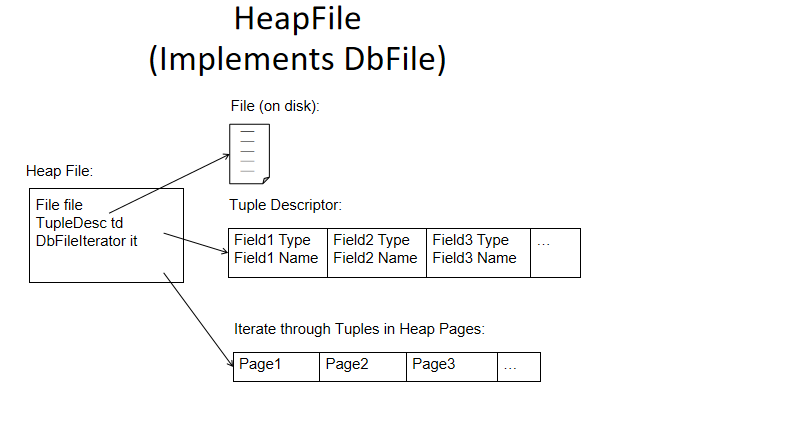 HeapFile
(Implements DbFile)
File (on disk):
Heap File:
File file
TupleDesc td
DbFileIterator it
Tuple Descriptor:
Field1 Type Field2 Type Field3 Type ...
Field1 Name Field2 Name Field3 Name
Iterate through Tuples in Heap Pages:
Page1 Page2 Page3 ...